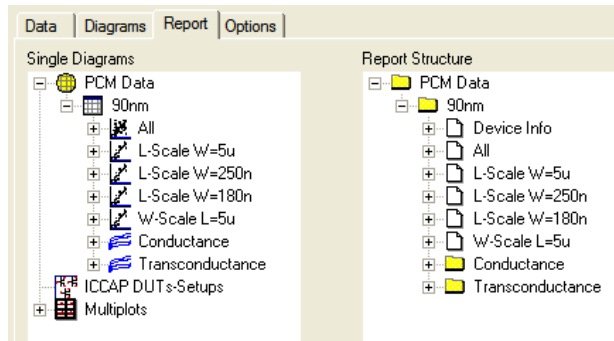 Data Diagrams Report Options
Single Diagrams
PCM Data
90nm
All
L-Scale W=5u
L-Scale W=250n
L-Scale W=180n
W-Scale L=5u
Conductance
Transconductance
ICCAP DUTs-Setups
Multiplots
Report Structure
PCM Data
90nm
Device Info
All
L-Scale W=5u
L-Scale W=250n
L-Scale W=180n
W-Scale L=5u
Conductance
Transconductance